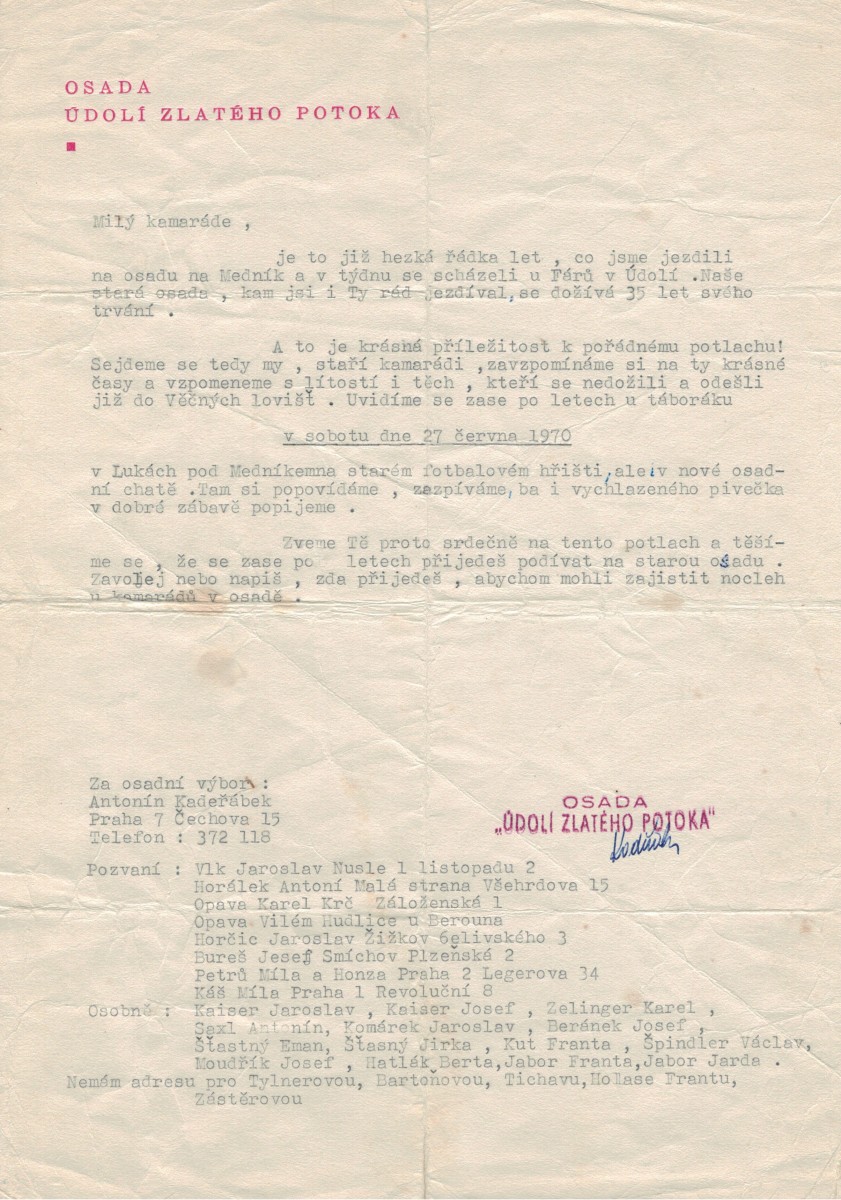 OSADA
ÚDOLÍ ZLATÉHO POTOKA
Milý kamaráde ,
je to již hezká řádka let , co jsme jezdili
na osadu na Medník a v týdnu se scházeli u Fárů v Údolí .Naše
stará osada , kam jsi i Ty rád jezdíval,se dožívá 35 let svého
trvání .
A to je krásná příležitost k pořádnému potlachu!
Sejdeme se tedy my , staří kamarádi ,zavzpomínáme si na ty krásné
časy a vzpomeneme s lítostí i těch , kteří se nedožili a odešli
již do Věčných lovišť . Uvidíme se zase po letech u táboráku
v sobotu dne 27 června 1970
v Lukách pod Medníkemna starém fotbalovém hřišti,ale v nové osad-
ní chatě .Tam si popovídáme , zazpíváme,ba i vychlazeného pivečka
v dobré zábavě popijeme .
Zveme Tě proto srdečně na tento potlach a těší-
me se , že se zase po letech přijedeš podívat na starou osadu .
Zavolej nebo napiš , zda přijedeš , abychom mohli zajistit nocleh
u kamarádů v osadě .
Za osadní výbor :
Antonín Kadeřábek
Praha 7 Čechova 15
Telefon : 372 118
OSADA
„ÚDOLÍ ZLATÉHO POTOKA"
Pozvaní : Vlk Jaroslav Nusle 1 listopadu 2
Horálek Antoní Malá strana Všehrdova 15
Opava Karel Krč Záloženská 1
Opava Vilém Hudlice u Berouna
Horčic Jaroslav Žižkov 6elivského 3
Bureš Jesef Smíchov Plzeňská 2
Petrů Míla a Honza Praha 2 Legerova 34
Káš Míla Praha 1 Revoluční 8
Osobně : Kaiser Jaroslav , Kaiser Josef , Zelinger Karel ,
Saxl Antonín, Komárek Jaroslav , Beránek Josef ,
Šťastný Eman, Šťasný Jirka , Kut Franta , Špindler Václav,
Moudřík Josef , Hatlák Berta,Jabor Franta,Jabor Jarda .
Nemám adresu pro Tylnerovou, Bartoňovou, Tichavu,Hollase Frantu,
Zástěrovou